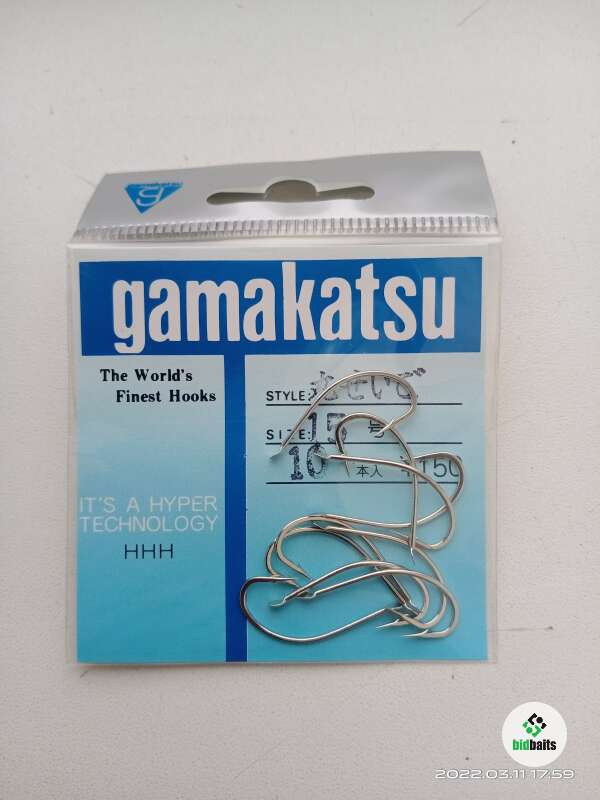 gamakatsu
The World's
Finest Hooks
STYLE:
SIZE: 15 号
10 本入 ¥150
IT'S A HYPER
TECHNOLOGY
HHH
bidbaits
2022.03.11 17:59